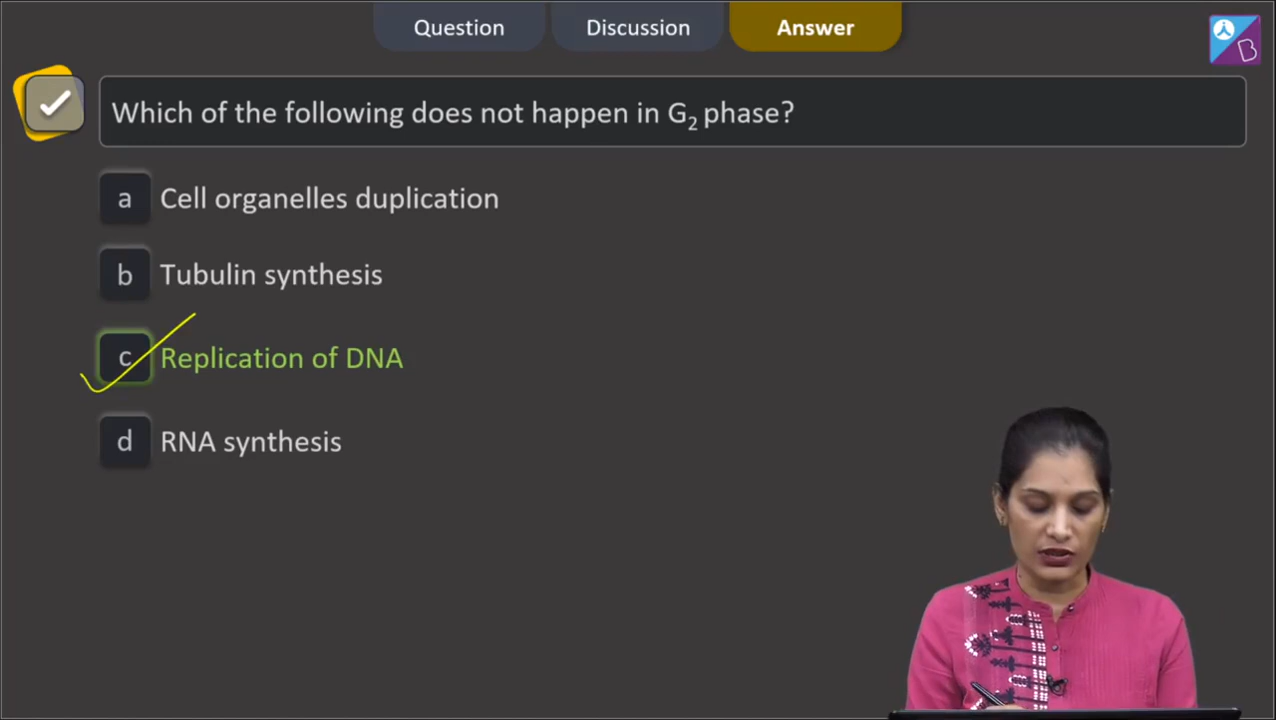 Question
Discussion
Answer
Which of the following does not happen in G₂ phase?
a Cell organelles duplication
b Tubulin synthesis
c Replication of DNA
d RNA synthesis
B